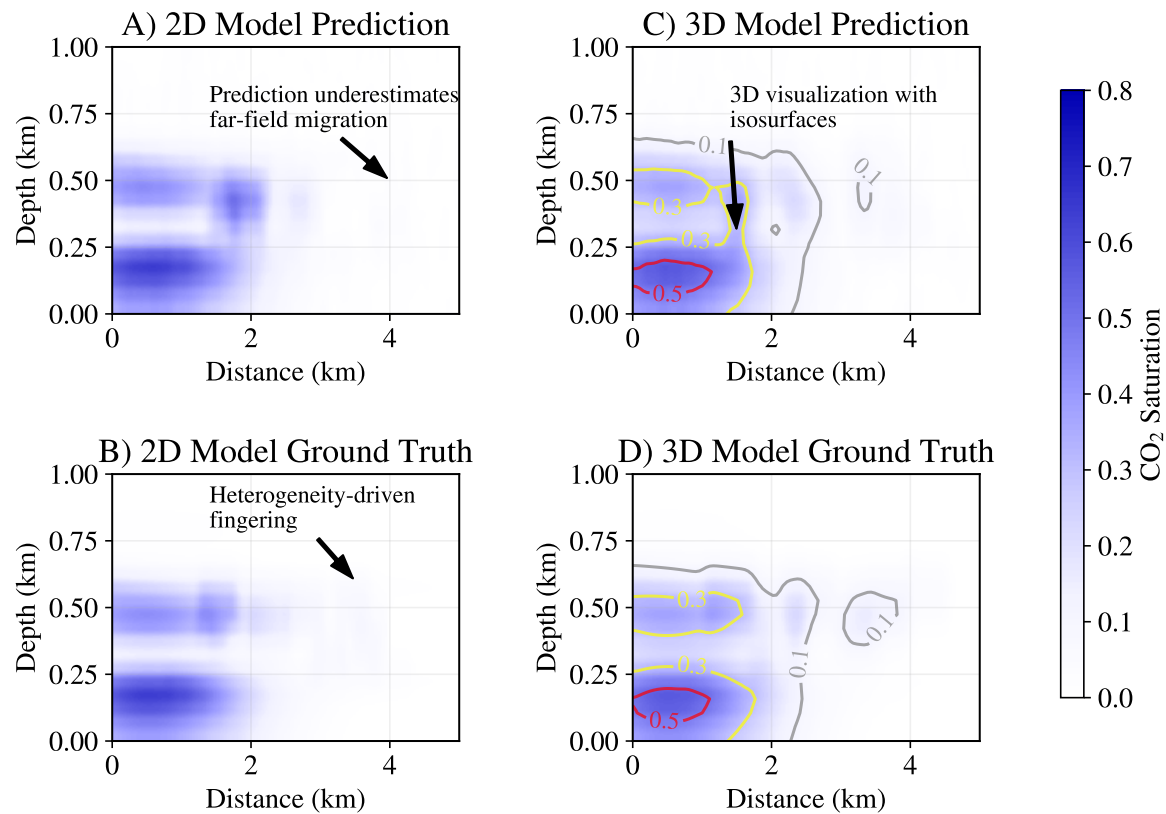 A) 2D Model Prediction
1.00
0.75
0.50
0.25
0.00
Depth (km)
Prediction underestimates
far-field migration
0
2
4
Distance (km)
C) 3D Model Prediction
1.00
0.75
0.50
0.25
0.00
Depth (km)
3D visualization with
isosurfaces
0.1
0.1
0.3
0.3
0.5
0
2
4
Distance (km)
B) 2D Model Ground Truth
1.00
0.75
0.50
0.25
0.00
Depth (km)
Heterogeneity-driven
fingering
0
2
4
Distance (km)
D) 3D Model Ground Truth
1.00
0.75
0.50
0.25
0.00
Depth (km)
0.3
0.1
0.3
0.1
0.5
0
2
4
Distance (km)
0.8
0.7
0.6
0.5
0.4
0.3
0.2
0.1
0.0
CO₂ Saturation